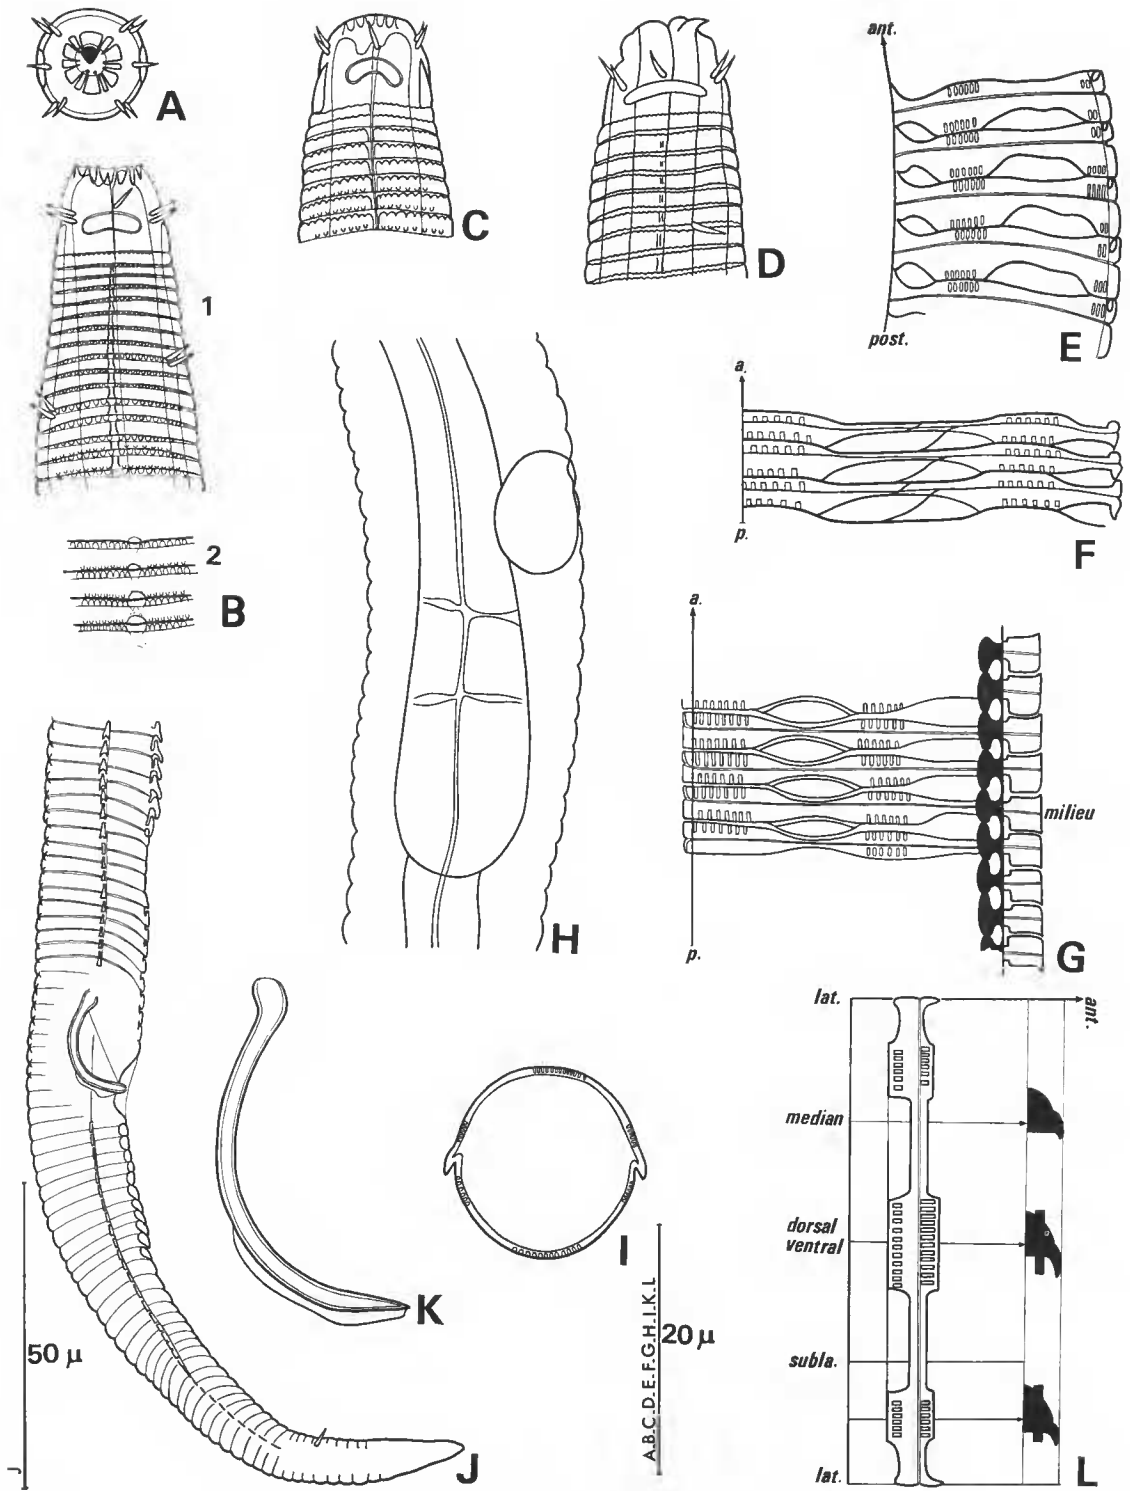 A
C
D
ant.
post.
E
1
2
B
a.
p.
F
a.
milieu
p.
G
H
lat.
ant.
median
dorsal
ventral
subla.
lat.
L
I
K
50 µ
J
J
20 µ
A.B.C.D.E.F.G.H.I.K.L